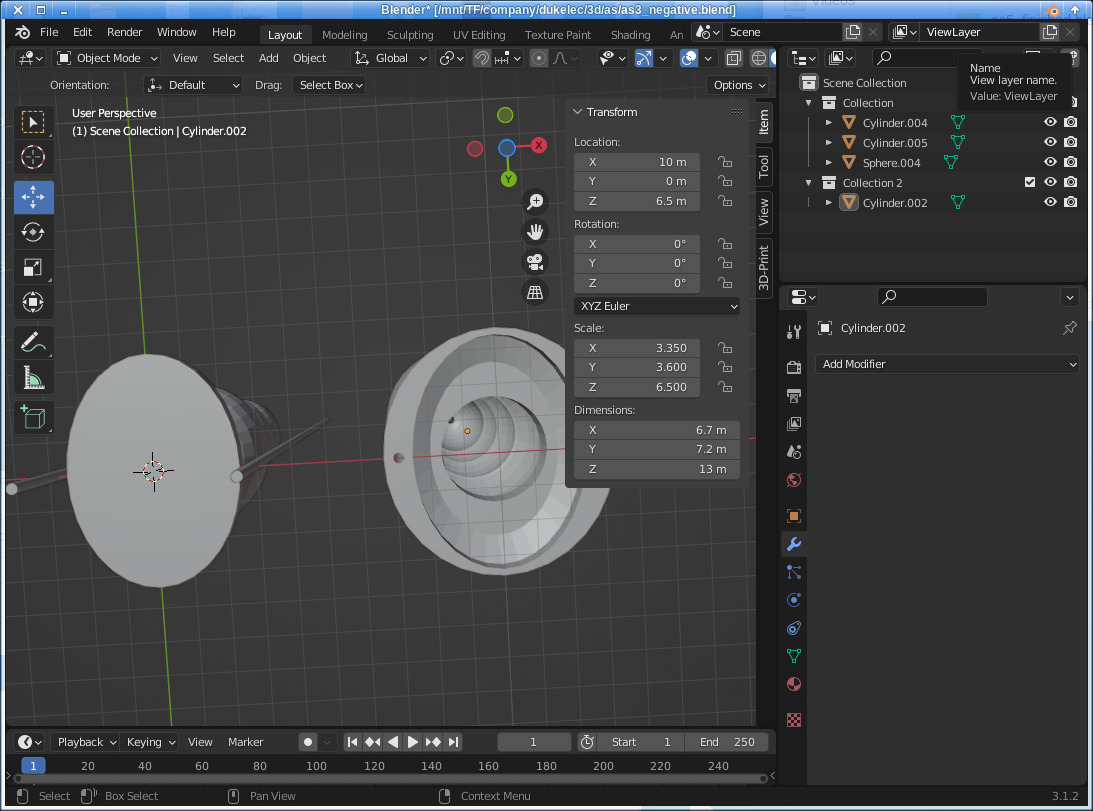 Blender* [/mnt/TF/company/dukelec/3d/as/as3_negative.blend]
File Edit Render Window Help Layout Modeling Sculpting UV Editing Texture Paint Shading An Scene ViewLayer
Object Mode View Select Add Object Global
Orientation: Default Drag: Select Box Options
User Perspective
(1) Scene Collection | Cylinder.002
X
Y
Transform
Location:
X 10 m
Y 0 m
Z 6.5 m
Rotation:
X 0°
Y 0°
Z 0°
XYZ Euler
Scale:
X 3.350
Y 3.600
Z 6.500
Dimensions:
X 6.7 m
Y 7.2 m
Z 13 m
Item
Tool
View
3D-Print
Name
View layer name.
Value: ViewLayer
Scene Collection
Collection
Cylinder.004
Cylinder.005
Sphere.004
Collection 2
Cylinder.002
Cylinder.002
Add Modifier
Playback Keying View Marker 1 Start 1 End 250
1 20 40 60 80 100 120 140 160 180 200 220 240
Select Box Select Pan View Context Menu 3.1.2